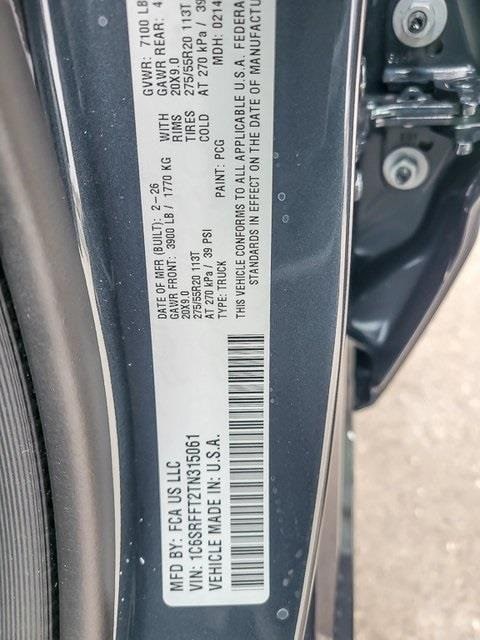 MFD BY: FCA US LLC
VIN: 1C6SRFFT2TN315061
VEHICLE MADE IN: U.S.A.
DATE OF MFR (BUILT): 2-26 GVWR: 7100 LB
GAWR FRONT: 3900 LB / 1770 KG WITH GAWR REAR: 4
20X9.0 RIMS 20X9.0
275/55R20 113T TIRES 275/55R20 113T
AT 270 kPa / 39 PSI COLD AT 270 kPa / 39
TYPE: TRUCK PAINT: PCG MDH: 0214
THIS VEHICLE CONFORMS TO ALL APPLICABLE U.S.A. FEDERA
STANDARDS IN EFFECT ON THE DATE OF MANUFACTUR